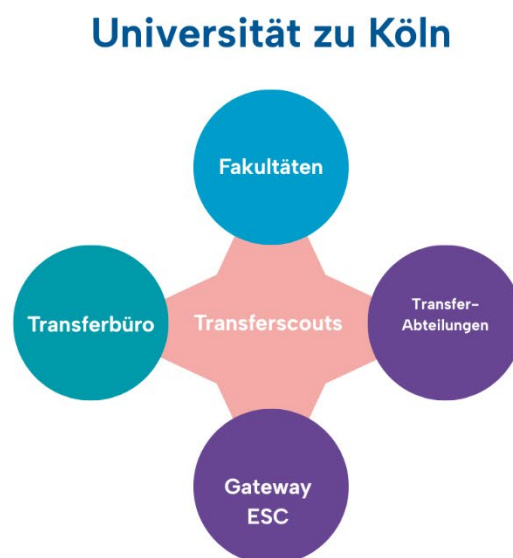 Universität zu Köln
Fakultäten
Transferbüro
Transferscouts
Transfer-
Abteilungen
Gateway
ESC